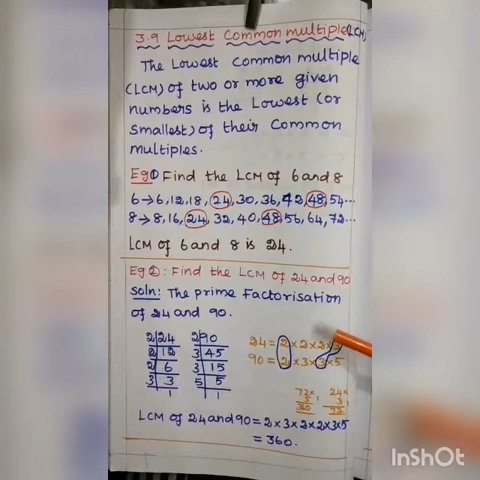 3.9 Lowest Common multiple (LCM)
The Lowest common multiple
(LCM) of two or more given
numbers is the Lowest (or
smallest) of their Common
multiples.
Eg① Find the LCM of 6 and 8
6→6,12,18,24,30,36,42,48,54...
8→8,16,24,32,40,48,56,64,72...
LCM of 6 and 8 is 24.
Eg②: Find the LCM of 24 and 90
Soln: The prime Factorisation
of 24 and 90.
2 24 2 90
2 12 3 45
2 6 3 15
3 3 5 5
1 1
24 = 2×2×2×3
90 = 2×3×3×5
72× 24×
5 3
360 72
LCM of 24 and 90 = 2×3×2×2×3×5
= 360.
InShOt